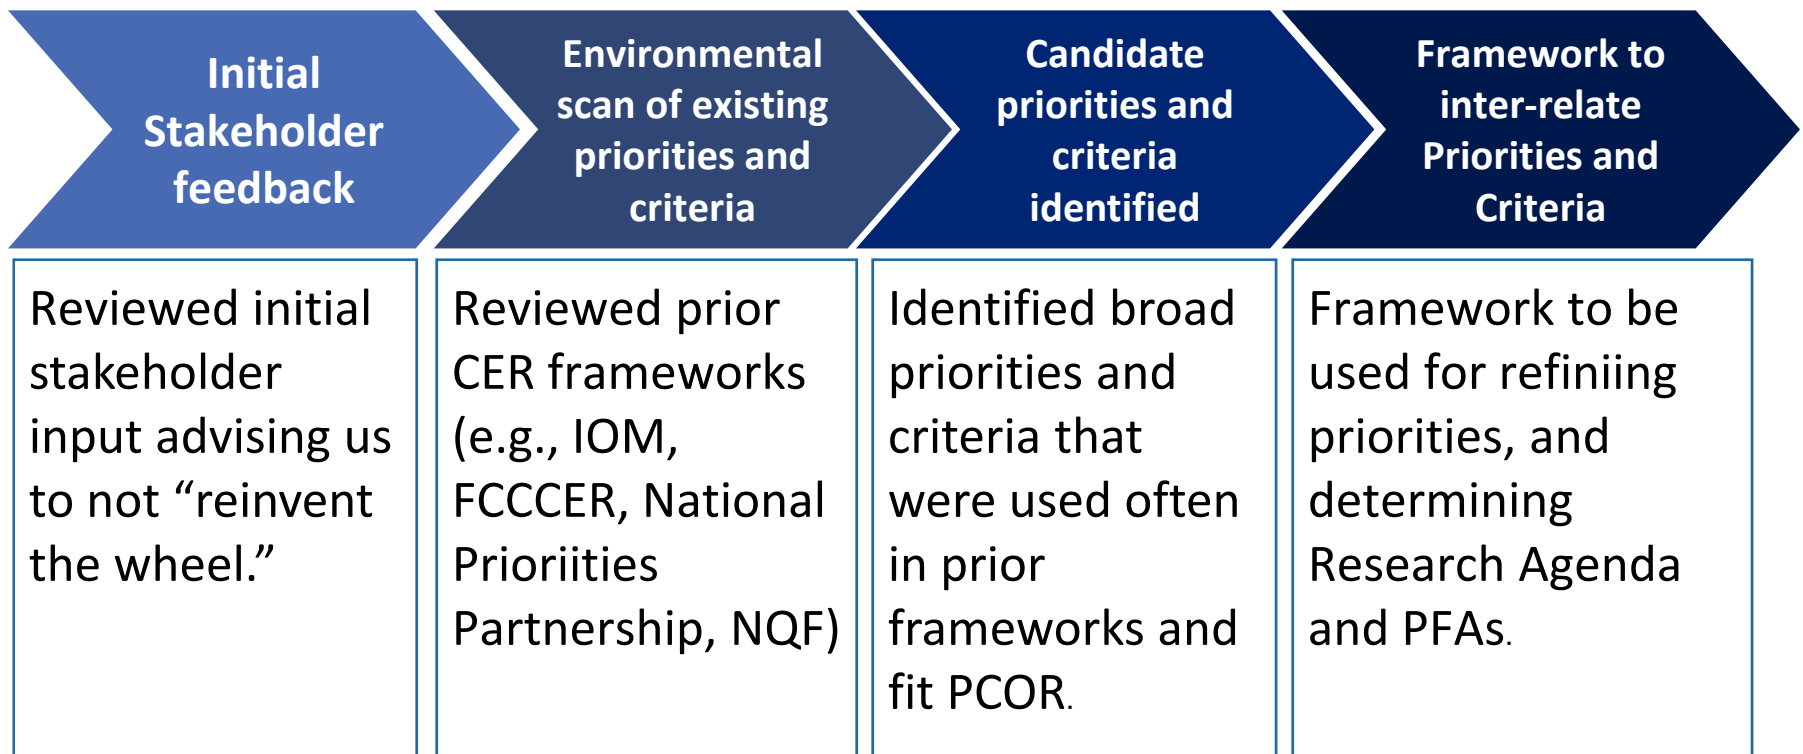 Initial
Stakeholder
feedback
Environmental
scan of existing
priorities and
criteria
Candidate
priorities and
criteria
identified
Framework to
inter-relate
Priorities and
Criteria
Reviewed initial
stakeholder
input advising us
to not “reinvent
the wheel.”
Reviewed prior
CER frameworks
(e.g., IOM,
FCCCER, National
Prioriities
Partnership, NQF)
Identified broad
priorities and
criteria that
were used often
in prior
frameworks and
fit PCOR.
Framework to be
used for refiniing
priorities, and
determining
Research Agenda
and PFAs.